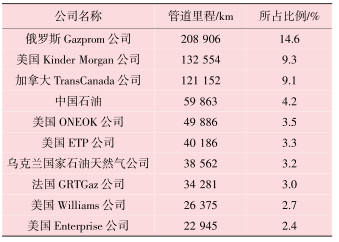 公司名称 管道里程/km 所占比例/%
俄罗斯 Gazprom 公司 208 906 14.6
美国 Kinder Morgan 公司 132 554 9.3
加拿大 TransCanada 公司 121 152 9.1
中国石油 59 863 4.2
美国 ONEOK 公司 49 886 3.5
美国 ETP 公司 40 186 3.3
乌克兰国家石油天然气公司 38 562 3.2
法国 GRTGaz 公司 34 281 3.0
美国 Williams 公司 26 375 2.7
美国 Enterprise 公司 22 945 2.4